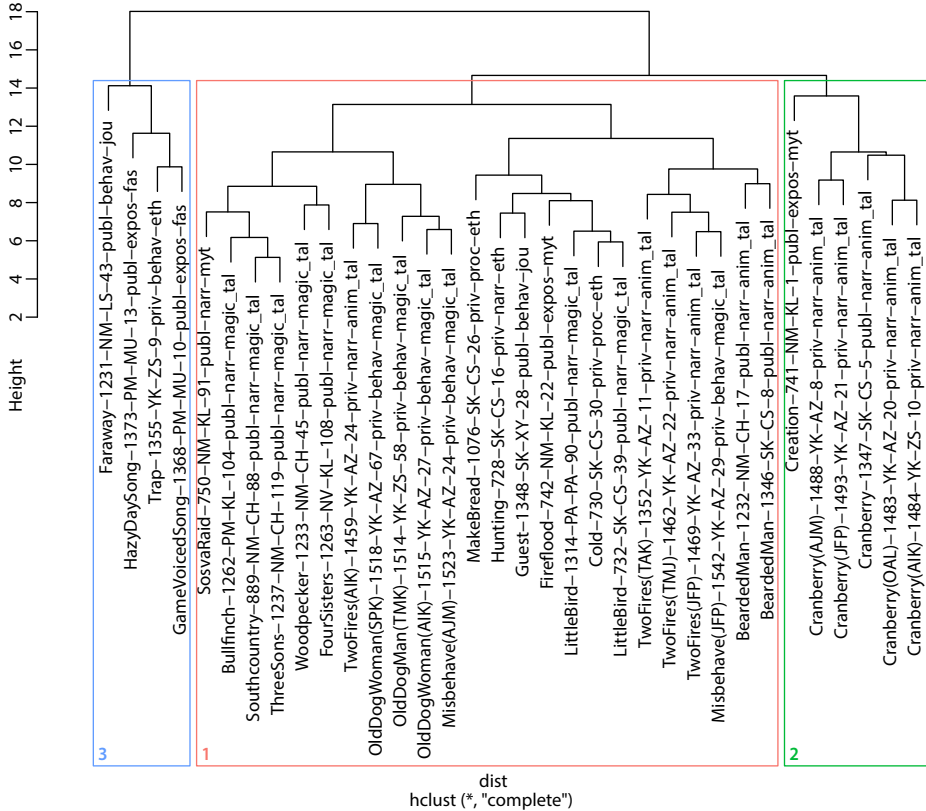 18
16
14
12
10
8
6
4
2
Height
Faraway–1231–NM–LS–43–publ–behav–jou
HazyDaySong–1373–PM–MU–13–publ–expos–fas
Trap–1355–YK–ZS–9–priv–behav–eth
GameVoicedSong–1368–PM–MU–10–publ–expos–fas
SosvaRaid–750–NM–KL–91–publ–narr–myt
Bullfinch–1262–PM–KL–104–publ–narr–magic_tal
Southcountry–889–NM–CH–88–publ–narr–magic_tal
ThreeSons–1237–NM–CH–119–publ–narr–magic_tal
Woodpecker–1233–NM–CH–45–publ–narr–magic_tal
FourSisters–1263–NV–KL–108–publ–narr–magic_tal
TwoFires(AIK)–1459–YK–AZ–24–priv–narr–anim_tal
OldDogWoman(SPK)–1518–YK–AZ–67–priv–behav–magic_tal
OldDogMan(TMK)–1514–YK–ZS–58–priv–behav–magic_tal
OldDogWoman(AIK)–1515–YK–AZ–27–priv–behav–magic_tal
Misbehave(AJM)–1523–YK–AZ–24–priv–behav–magic_tal
MakeBread–1076–SK–CS–26–priv–proc–eth
Hunting–728–SK–CS–16–priv–narr–eth
Guest–1348–SK–XY–28–publ–behav–jou
Fireflood–742–NM–KL–22–publ–expos–myt
LittleBird–1314–PA–PA–90–publ–narr–magic_tal
Cold–730–SK–CS–30–priv–proc–eth
LittleBird–732–SK–CS–39–publ–narr–magic_tal
TwoFires(TAK)–1352–YK–AZ–11–priv–narr–anim_tal
TwoFires(TMJ)–1462–YK–AZ–22–priv–narr–anim_tal
TwoFires(JFP)–1469–YK–AZ–33–priv–narr–anim_tal
Misbehave(JFP)–1542–YK–AZ–29–priv–behav–magic_tal
BeardedMan–1232–NM–CH–17–publ–narr–anim_tal
BeardedMan–1346–SK–CS–8–publ–narr–anim_tal
Creation–741–NM–KL–1–publ–expos–myt
Cranberry(AJM)–1488–YK–AZ–8–priv–narr–anim_tal
Cranberry(JFP)–1493–YK–AZ–21–priv–narr–anim_tal
Cranberry–1347–SK–CS–5–publ–narr–anim_tal
Cranberry(OAL)–1483–YK–AZ–20–priv–narr–anim_tal
Cranberry(AIK)–1484–YK–ZS–10–priv–narr–anim_tal
3
1
2
dist
hclust (*, "complete")